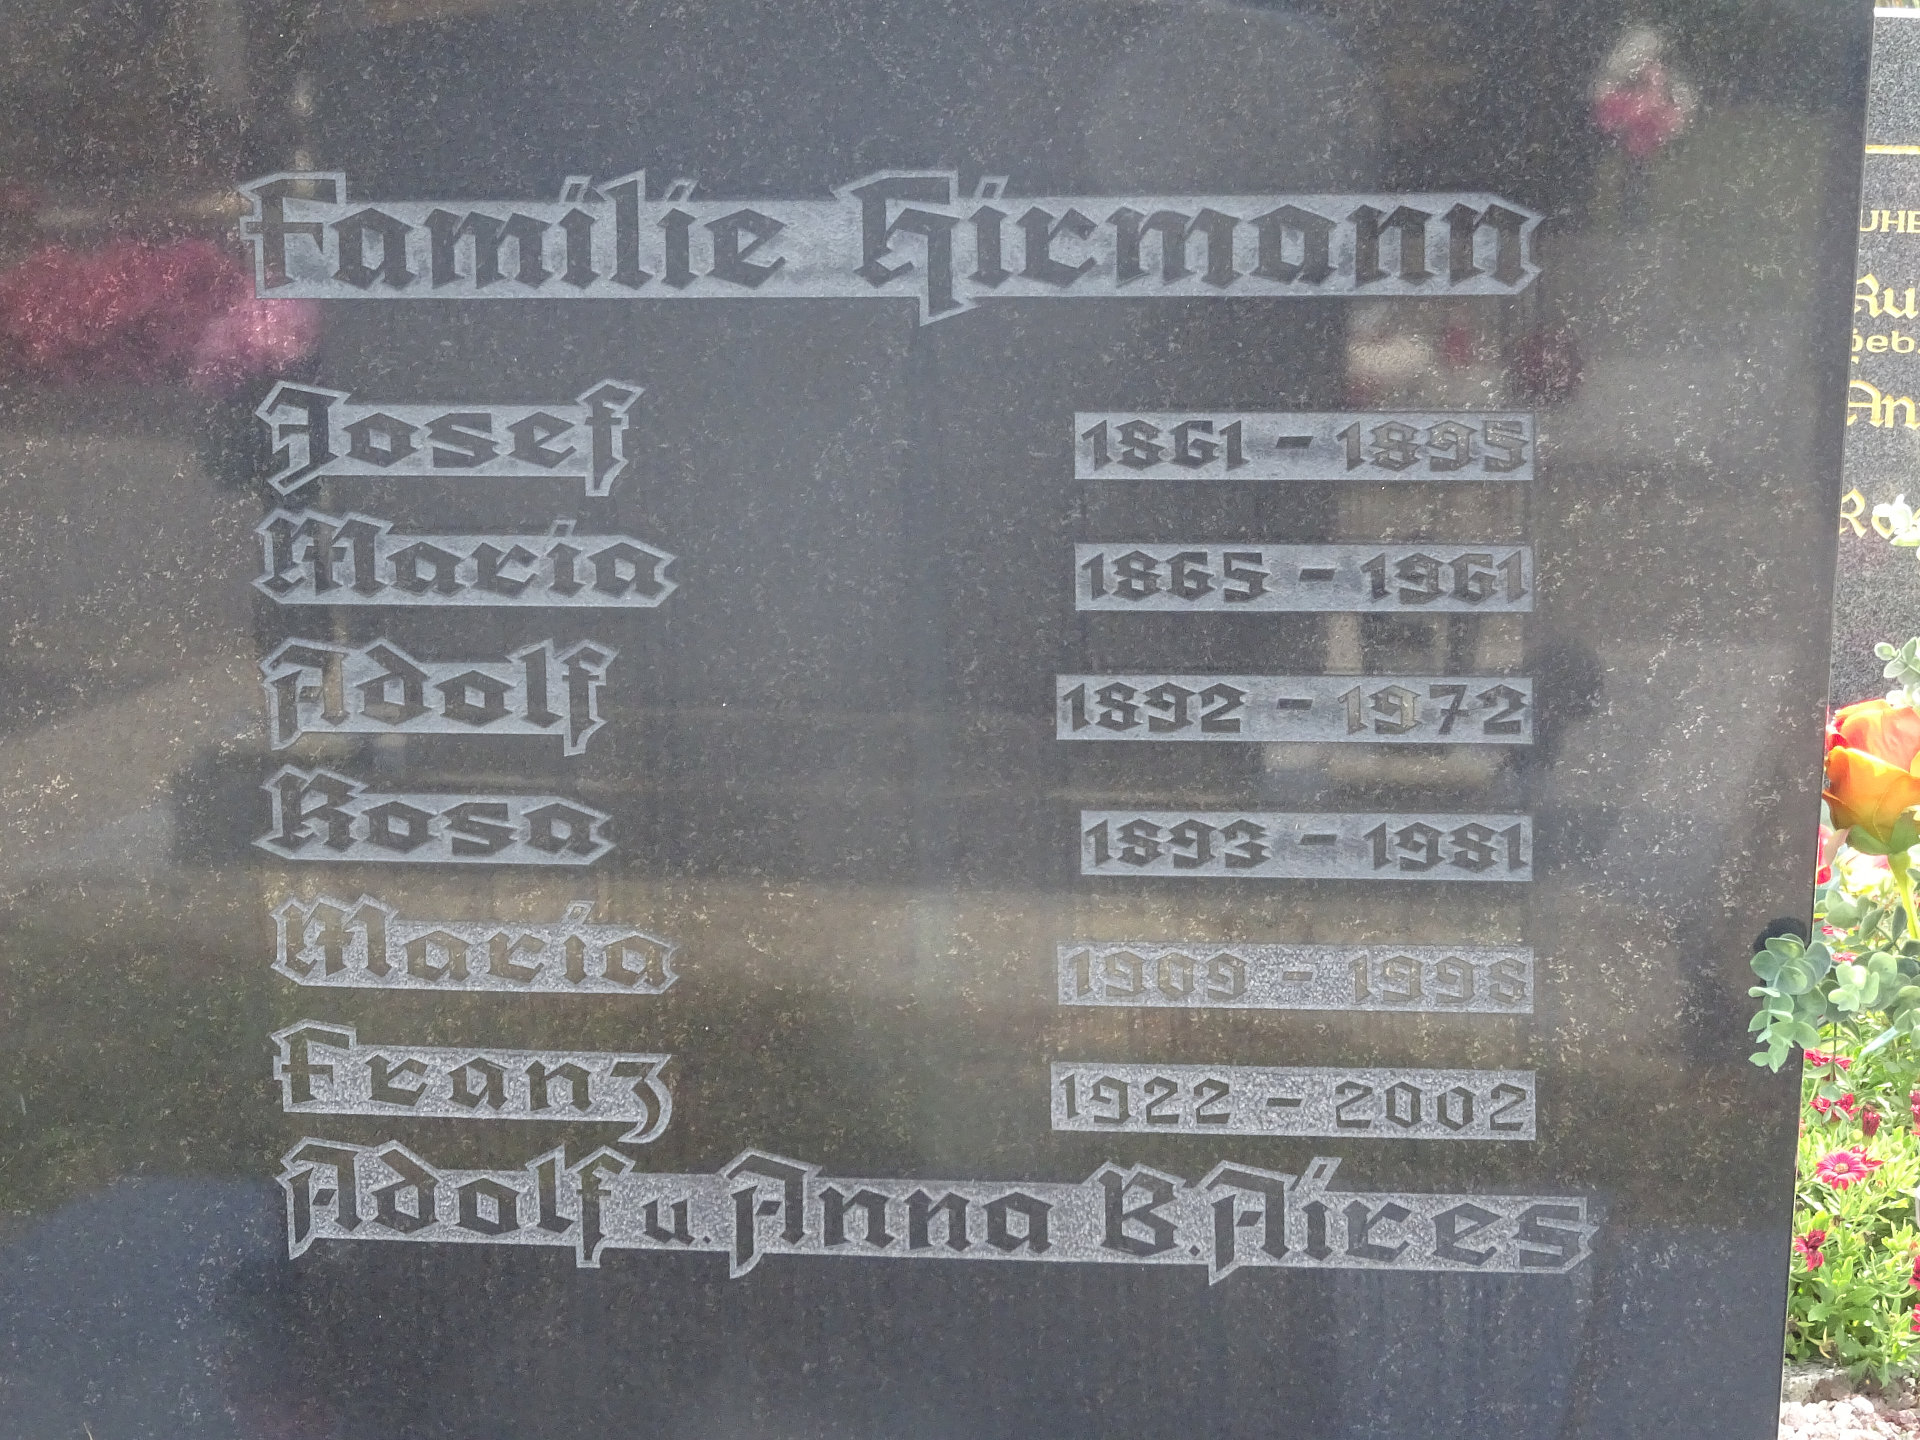 Familie Hirmann
Josef 1861 - 1895
Maria 1865 - 1961
Adolf 1892 - 1972
Rosa 1893 - 1981
Maria 1909 - 1998
Franz 1922 - 2002
Adolf u. Anna B. Aires